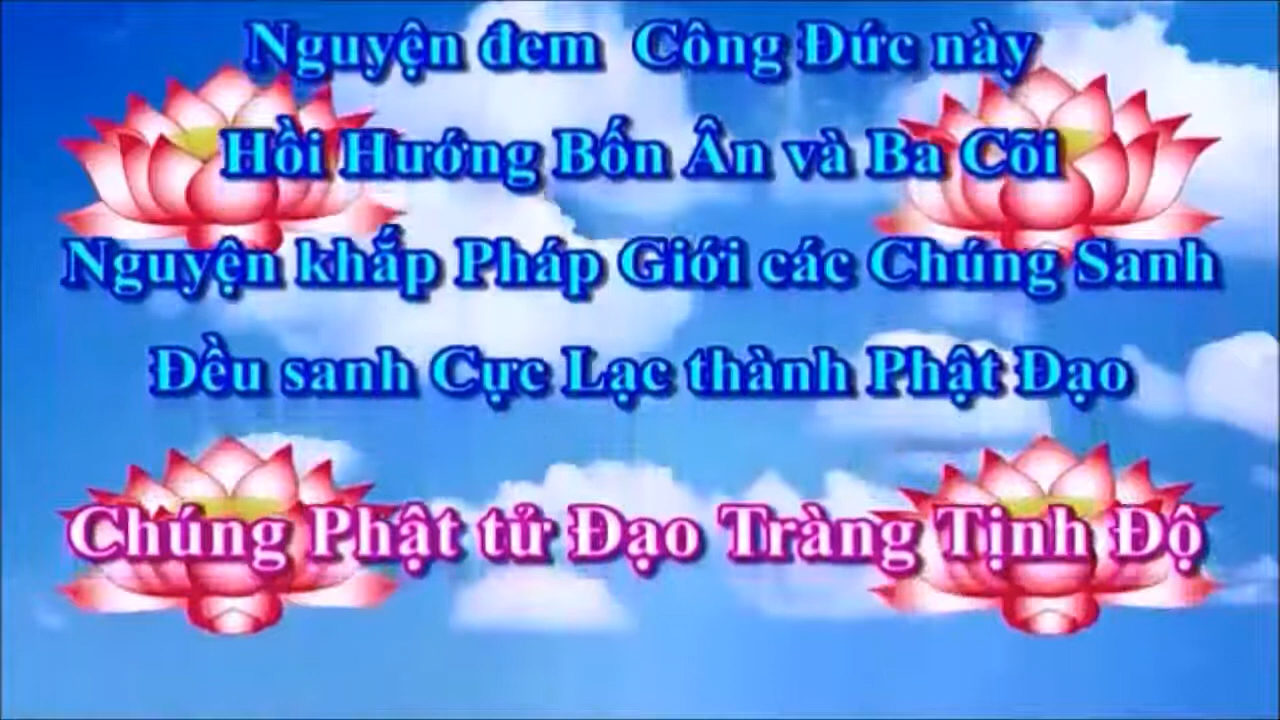 Nguyện đem Công Đức này
Hồi Hướng Bốn Ân và Ba Cõi
Nguyện khắp Pháp Giới các Chúng Sanh
Đều sanh Cực Lạc thành Phật Đạo
Chúng Phật tử Đạo Tràng Tịnh Độ